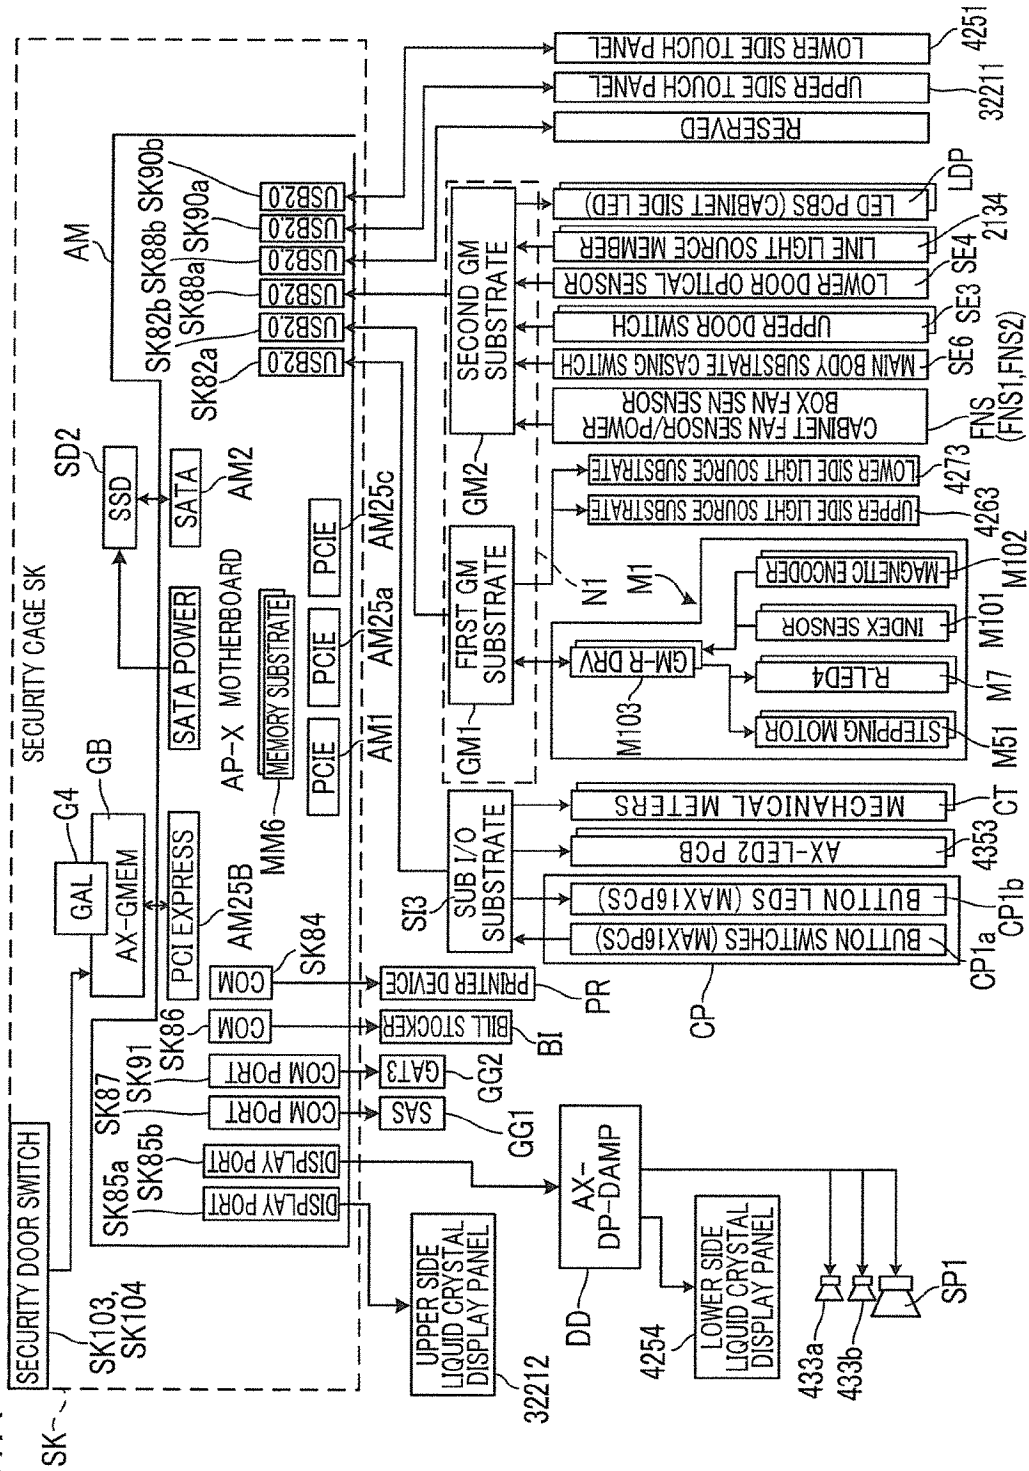 SECURITY CAGE SK
SK
SECURITY DOOR SWITCH
SK103,
SK104
G4
GB
GAL
AX-GMEM
PCI EXPRESS
AM25B
SATA POWER
SD2
SSD
SATA
AM2
AM
AP-X MOTHERBOARD
MM6
MEMORY SUBSTRATE
PCIE
PCIE
PCIE
AM1
AM25a
AM25c
SK85a
SK85b
SK87
SK91
SK86
SK84
DISPLAY PORT
DISPLAY PORT
COM PORT
COM PORT
COM
COM
SK82a
SK82b
SK88a
SK88b
SK90a
SK90b
USB2.0
USB2.0
USB2.0
USB2.0
USB2.0
USB2.0
UPPER SIDE
LIQUID CRYSTAL
DISPLAY PANEL
32212
SAS
GG1
GAT3
GG2
BILL STOCKER
BI
PRINTER DEVICE
PR
AX-
DP-DAMP
DD
LOWER SIDE
LIQUID CRYSTAL
DISPLAY PANEL
4254
433a
433b
SP1
SI3
SUB I/O
SUBSTRATE
BUTTON SWITCHES (MAX16PCS)
BUTTON LEDS (MAX16PCS)
CP
CP1a
CP1b
AX-LED2 PCB
4353
MECHANICAL METERS
CT
GM1
FIRST GM
SUBSTRATE
GM2
SECOND GM
SUBSTRATE
N1
M1
M103
GM-R DRV
STEPPING MOTOR
M51
R_LED4
M7
INDEX SENSOR
M101
MAGNETIC ENCODER
M102
UPPER SIDE LIGHT SOURCE SUBSTRATE
4263
LOWER SIDE LIGHT SOURCE SUBSTRATE
4273
CABINET FAN SENSOR/POWER
BOX FAN SEN SENSOR
FNS
(FNS1,FNS2)
MAIN BODY SUBSTRATE CASING SWITCH
SE6
UPPER DOOR SWITCH
SE3
LOWER DOOR OPTICAL SENSOR
SE4
LINE LIGHT SOURCE MEMBER
2134
LED PCBS (CABINET SIDE LED)
LDP
RESERVED
UPPER SIDE TOUCH PANEL
32211
LOWER SIDE TOUCH PANEL
4251